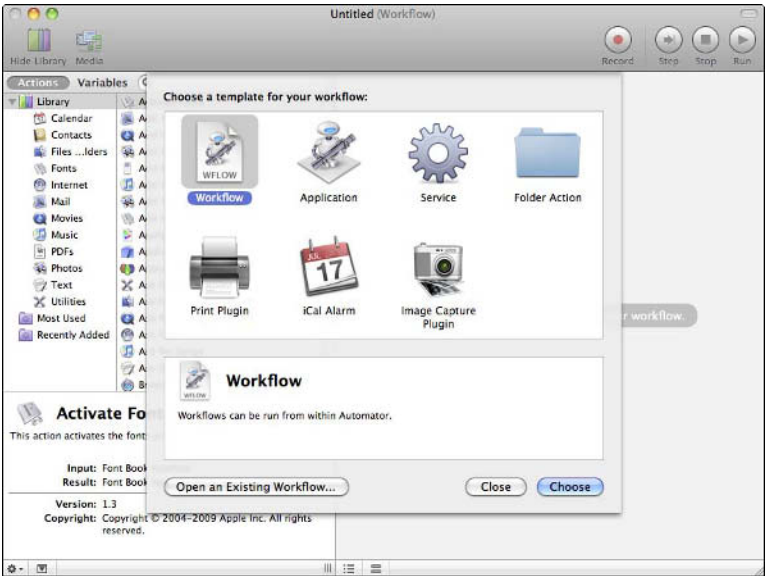 Untitled (Workflow)
Hide Library Media
Record Step Stop Run
Actions Variables
Library
Calendar
Contacts
Files ...lders
Fonts
Internet
Mail
Movies
Music
PDFs
Photos
Text
Utilities
Most Used
Recently Added
Choose a template for your workflow:
WFLOW
Workflow Application Service Folder Action
JUL
17
Print Plugin iCal Alarm Image Capture
Plugin
r workflow.
WFLOW
Workflow
Workflows can be run from within Automator.
Open an Existing Workflow... Close Choose
Activate Fo
This action activates the font
Input: Font Book
Result: Font Book
Version: 1.3
Copyright: Copyright © 2004–2009 Apple Inc. All rights
reserved.